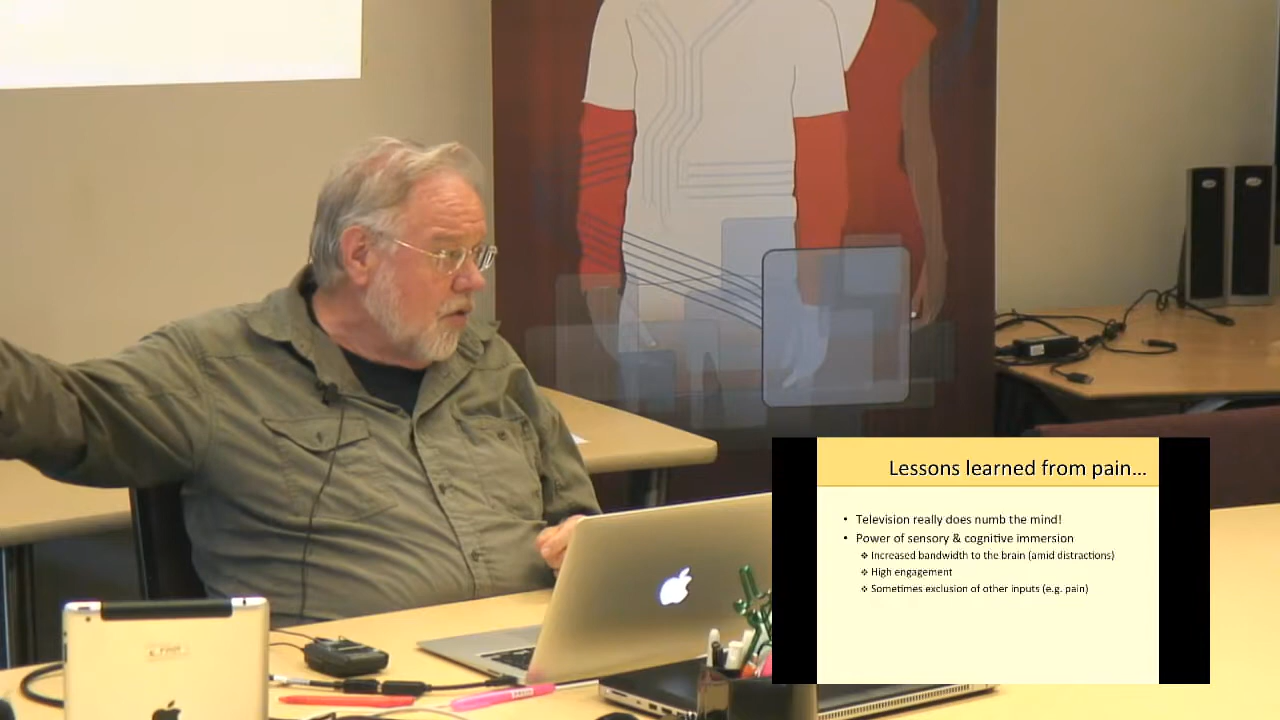 Lessons learned from pain...
• Television really does numb the mind!
• Power of sensory & cognitive immersion
❖ Increased bandwidth to the brain (amid distractions)
❖ High engagement
❖ Sometimes exclusion of other inputs (e.g. pain)